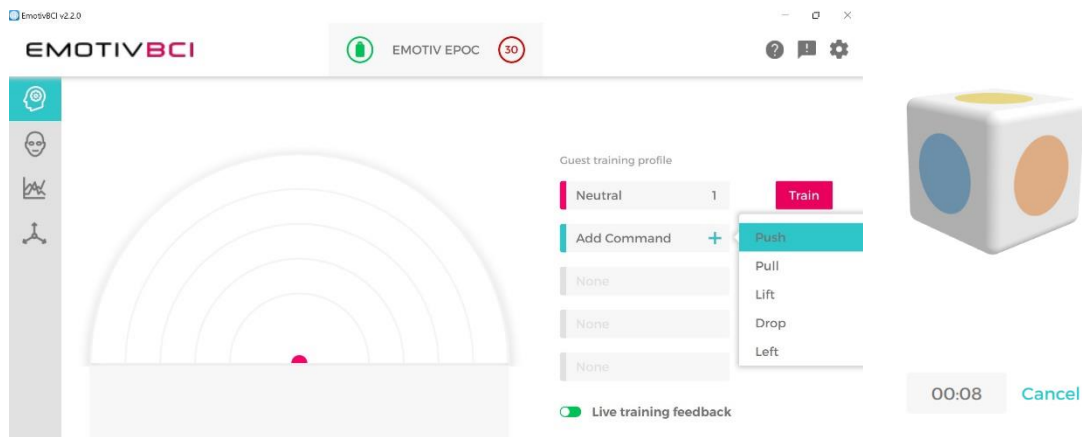 EmotivBCI v2.2.0
EMOTIVBCI
EMOTIV EPOC 30
Guest training profile
Neutral 1 Train
Add Command + Push
Pull
None
Lift
None
Drop
Left
None
00:08 Cancel
Live training feedback